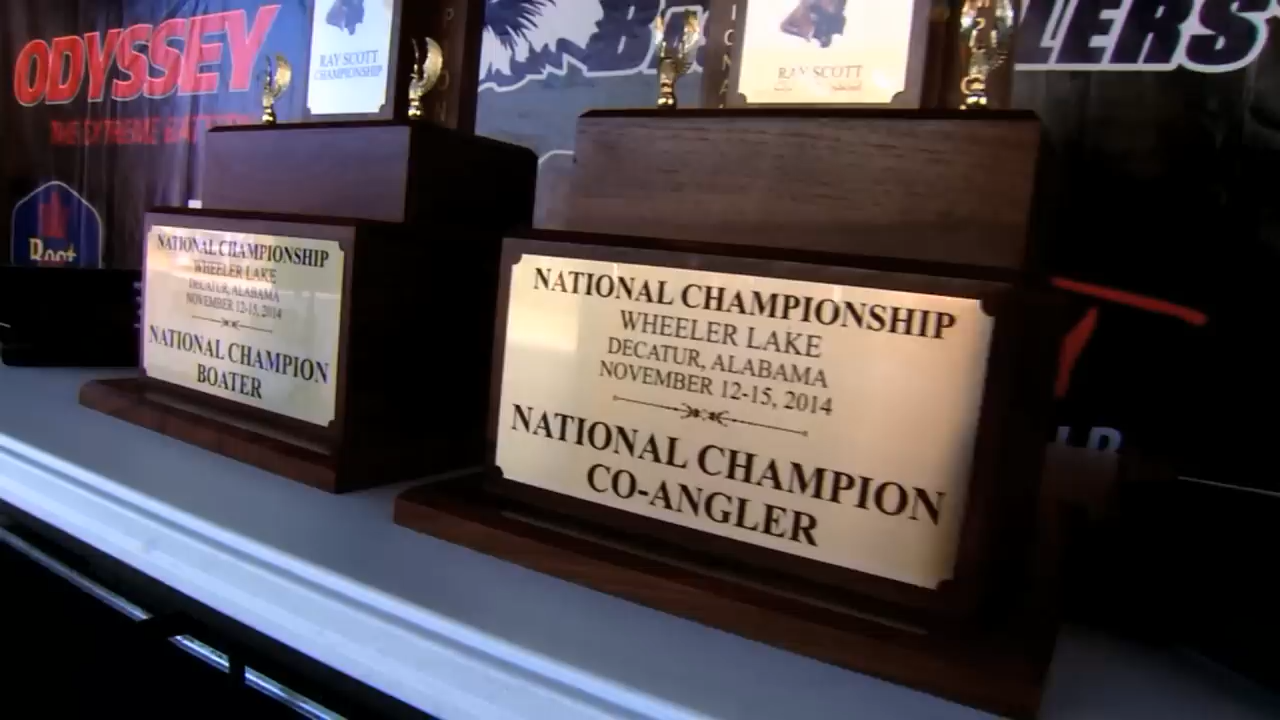 ODYSSEY
RAY SCOTT
CHAMPIONSHIP
RAY SCOTT
LERS
NATIONAL CHAMPIONSHIP
WHEELER LAKE
DECATUR, ALABAMA
NOVEMBER 12-15, 2014
NATIONAL CHAMPION
BOATER
NATIONAL CHAMPIONSHIP
WHEELER LAKE
DECATUR, ALABAMA
NOVEMBER 12-15, 2014
NATIONAL CHAMPION
CO-ANGLER